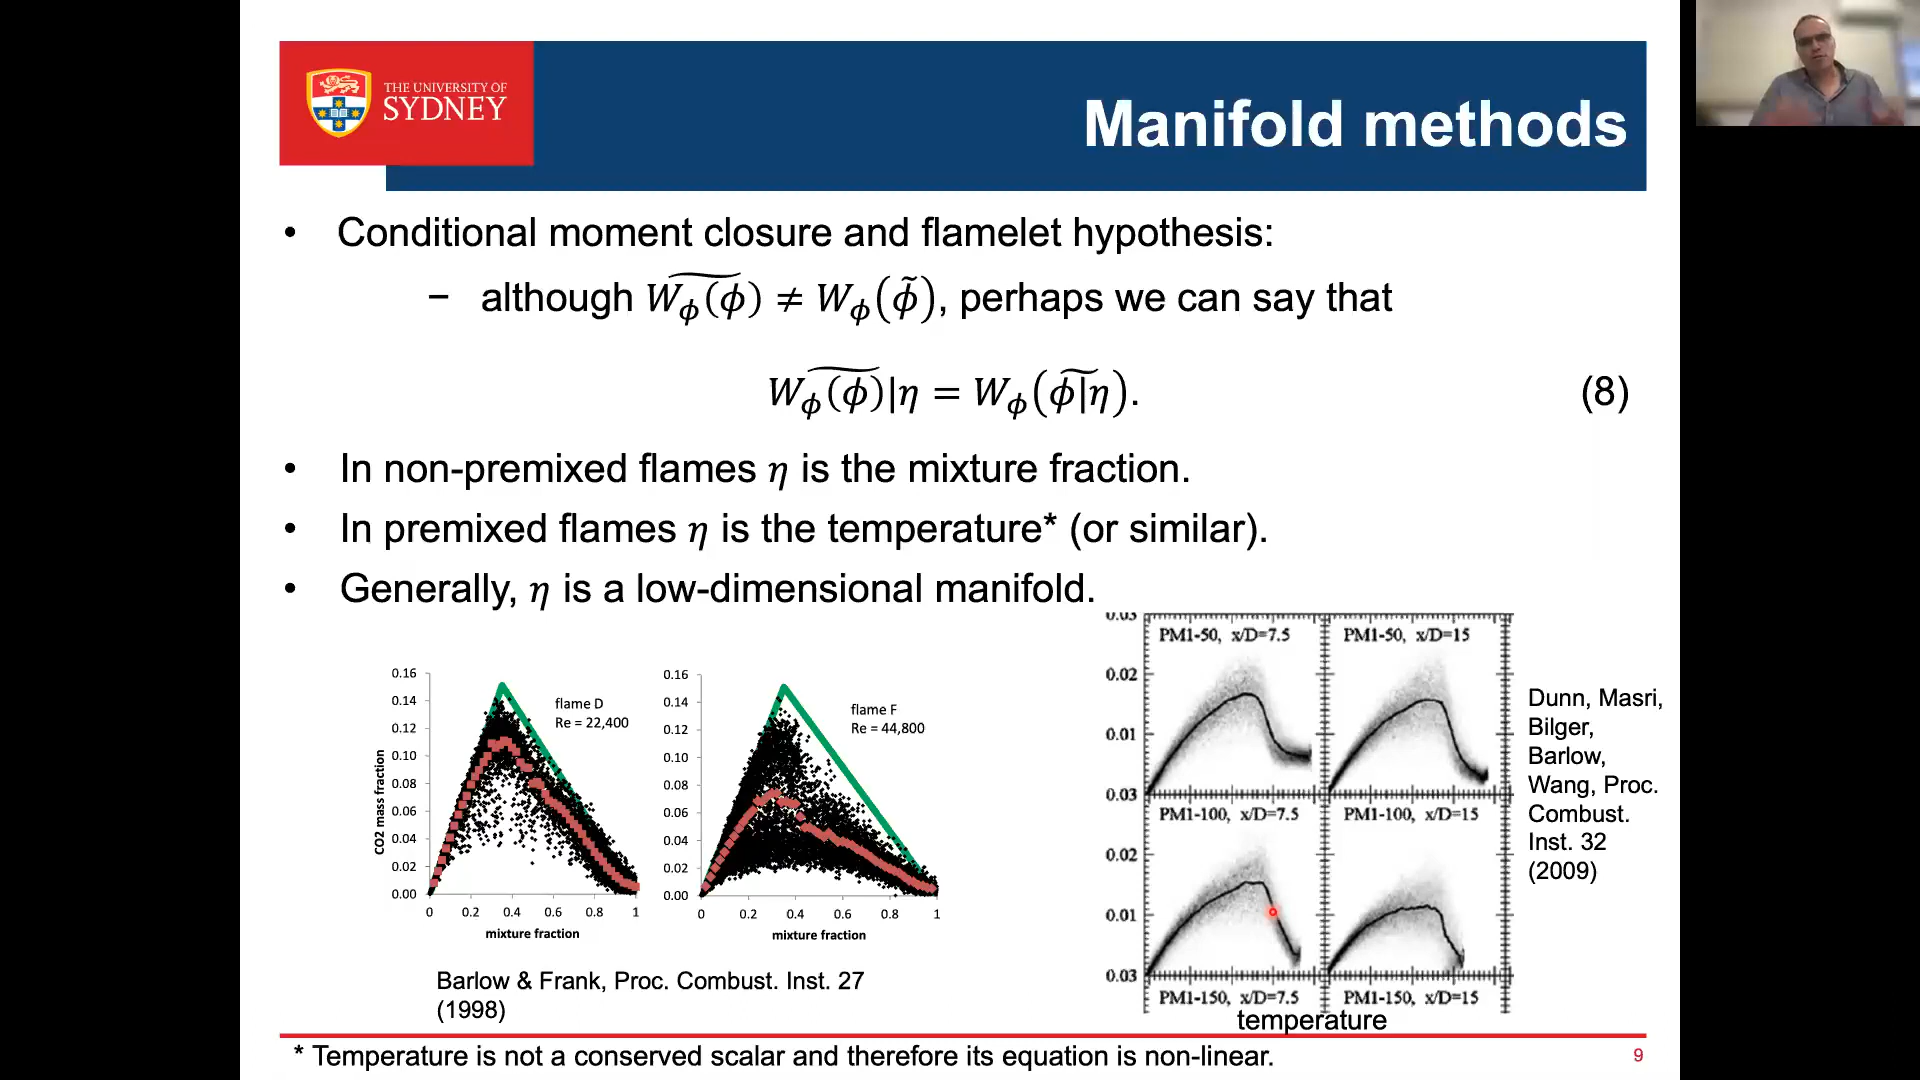 THE UNIVERSITY OF
SYDNEY
Manifold methods
• Conditional moment closure and flamelet hypothesis:
− although \widetilde{W_ϕ(ϕ)} ≠ W_ϕ(ϕ̃), perhaps we can say that
\widetilde{W_ϕ(ϕ)|η} = W_ϕ(\widetilde{ϕ|η}). (8)
• In non-premixed flames η is the mixture fraction.
• In premixed flames η is the temperature* (or similar).
• Generally, η is a low-dimensional manifold.
0.16
0.14
0.12
0.10
0.08
0.06
0.04
0.02
0.00
CO2 mass fraction
flame D
Re = 22,400
0 0.2 0.4 0.6 0.8 1
mixture fraction
0.16
0.14
0.12
0.10
0.08
0.06
0.04
0.02
0.00
flame F
Re = 44,800
0 0.2 0.4 0.6 0.8 1
mixture fraction
Barlow & Frank, Proc. Combust. Inst. 27
(1998)
0.03
PM1-50, x/D=7.5 PM1-50, x/D=15
0.02
0.01
0.03
PM1-100, x/D=7.5 PM1-100, x/D=15
0.02
0.01
0.03
PM1-150, x/D=7.5 PM1-150, x/D=15
temperature
Dunn, Masri,
Bilger,
Barlow,
Wang, Proc.
Combust.
Inst. 32
(2009)
* Temperature is not a conserved scalar and therefore its equation is non-linear.
9